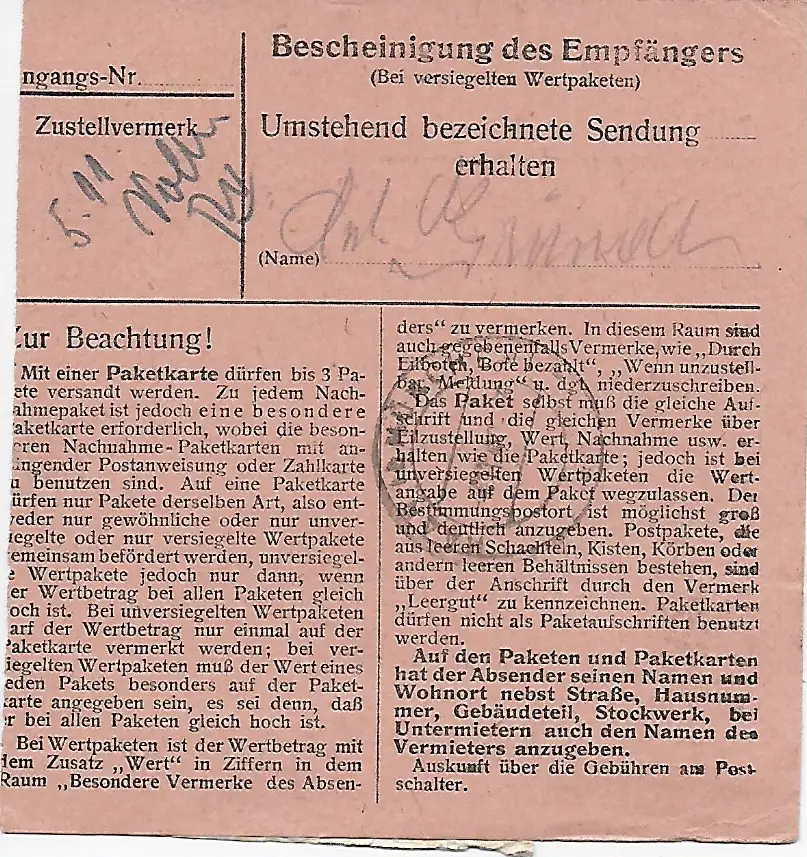 Bescheinigung des Empfängers
(Bei versiegelten Wertpaketen)
ngangs-Nr.
Zustellvermerk
5.11
Umstehend bezeichnete Sendung
erhalten
(Name)
Zur Beachtung!
Mit einer Paketkarte dürfen bis 3 Pa-
ete versandt werden. Zu jedem Nach-
ahmepaket ist jedoch eine besondere
aketkarte erforlerlich, wobei die beson-
eren Nachnahme-Paketkarten mit an-
ingender Postanweisung oder Zahlkarte
u benutzen sind. Auf eine Paketkarte
ürfen nur Pakete derselben Art, also ent-
weder nur gewöhnliche oder nur unver-
iegelte oder nur versiegelte Wertpakete
emeinsam befördert werden, unversiegel-
e Wertpakete jedoch nur dann, wenn
er Wertbetrag bei allen Paketen gleich
och ist. Bei unversiegelten Wertpaketen
arf der Wertbetrag nur einmal auf der
Paketkarte vermerkt werden; bei ver-
iegelten Wertpaketen muß der Wert eines
eden Pakets besonders auf der Paket-
karte angegeben sein, es sei denn, daß
r bei allen Paketen gleich hoch ist.
Bei Wertpaketen ist der Wertbetrag mit
dem Zusatz „Wert“ in Ziffern in dem
Raum „Besondere Vermerke des Absen-
ders“ zu vermerken. In diesem Raum sind
auch gegebenenfalls Vermerke, wie „Durch
Eilboten, Bote bezahlt“, „Wenn unzustell-
bar, Meldung“ u. dgl. niederzuschreiben.
Das Paket selbst muß die gleiche Auf-
schrift und die gleichen Vermerke über
Eilzustellung, Wert, Nachnahme usw. er-
halten wie die Paketkarte; jedoch ist bei
unversiegelten Wertpaketen die Wert-
angabe auf dem Paket wegzulassen. Der
Bestimmungspostort ist möglichst groß
und deutlich anzugeben. Postpakete, die
aus leeren Schachteln, Kisten, Körben oder
andern leeren Behältnissen bestehen, sind
über der Anschrift durch den Vermerk
„Leergut“ zu kennzeichnen. Paketkarten
dürfen nicht als Paketaufschriften benutzt
werden.
Auf den Paketen und Paketkarten
hat der Absender seinen Namen und
Wohnort nebst Straße, Hausnum-
mer, Gebäudeteil, Stockwerk, bei
Untermietern auch den Namen des
Vermieters anzugeben.
Auskunft über die Gebühren am Post-
schalter.